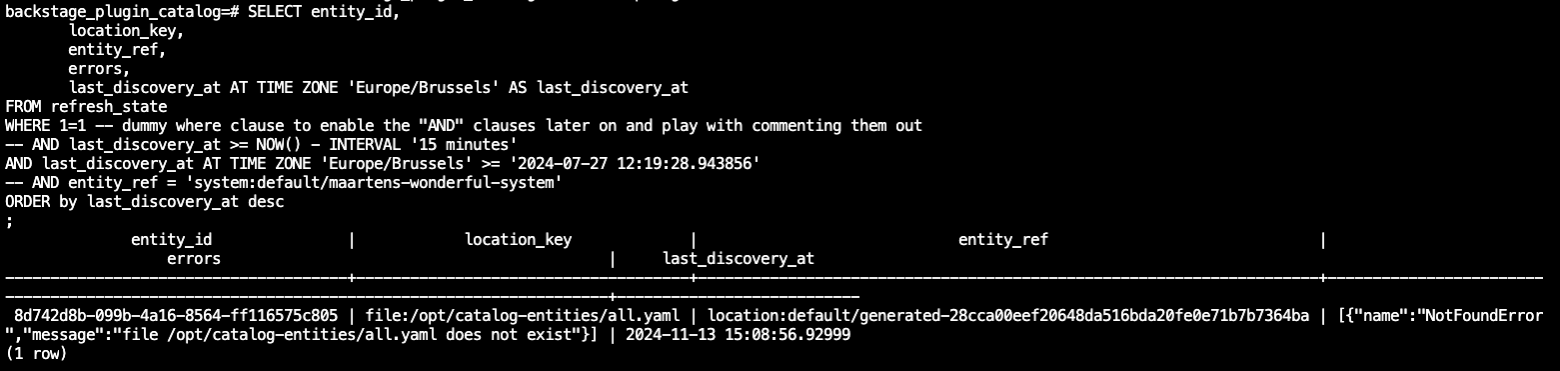 backstage_plugin_catalog=# SELECT entity_id,
       location_key,
       entity_ref,
       errors,
       last_discovery_at AT TIME ZONE 'Europe/Brussels' AS last_discovery_at
FROM refresh_state
WHERE 1=1 -- dummy where clause to enable the "AND" clauses later on and play with commenting them out
-- AND last_discovery_at >= NOW() - INTERVAL '15 minutes'
AND last_discovery_at AT TIME ZONE 'Europe/Brussels' >= '2024-07-27 12:19:28.943856'
-- AND entity_ref = 'system:default/maartens-wonderful-system'
ORDER by last_discovery_at desc
;
              entity_id               |            location_key             |                             entity_ref                              |
                  errors                                           |     last_discovery_at
--------------------------------------+-------------------------------------+---------------------------------------------------------------------+------------------------
-------------------------------------------------------------------+---------------------------
 8d742d8b-099b-4a16-8564-ff116575c805 | file:/opt/catalog-entities/all.yaml | location:default/generated-28cca00eef20648da516bda20fe0e71b7b7364ba | [{"name":"NotFoundError
","message":"file /opt/catalog-entities/all.yaml does not exist"}] | 2024-11-13 15:08:56.92999
(1 row)